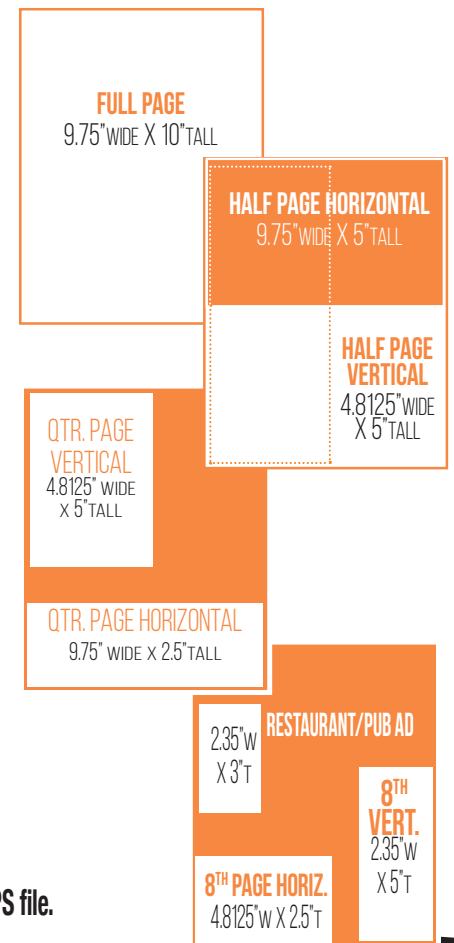 FULL PAGE
9.75"WIDE X 10"TALL
HALF PAGE HORIZONTAL
9.75"WIDE X 5"TALL
HALF PAGE
VERTICAL
4.8125"WIDE
X 5"TALL
QTR. PAGE
VERTICAL
4.8125" WIDE
X 5"TALL
QTR. PAGE HORIZONTAL
9.75" WIDE X 2.5"TALL
RESTAURANT/PUB AD
2.35"W
X 3"T
8TH
VERT.
2.35"W
X 5"T
8TH PAGE HORIZ.
4.8125"W X 2.5"T
file.